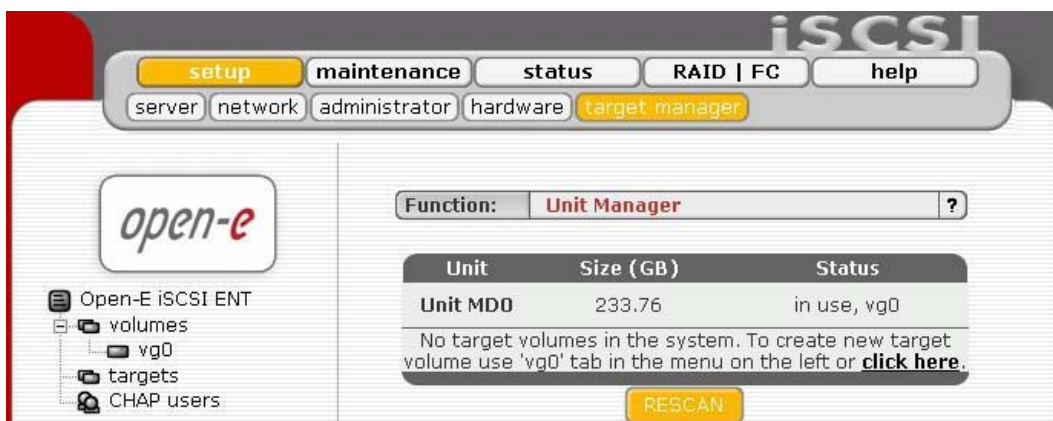 iSCSI
setup maintenance status RAID | FC help
server network administrator hardware target manager
open-e
Open-E iSCSI ENT
volumes
vg0
targets
CHAP users
Function: Unit Manager ?
Unit Size (GB) Status
Unit MD0 233.76 in use, vg0
No target volumes in the system. To create new target
volume use 'vg0' tab in the menu on the left or click here.
RESCAN